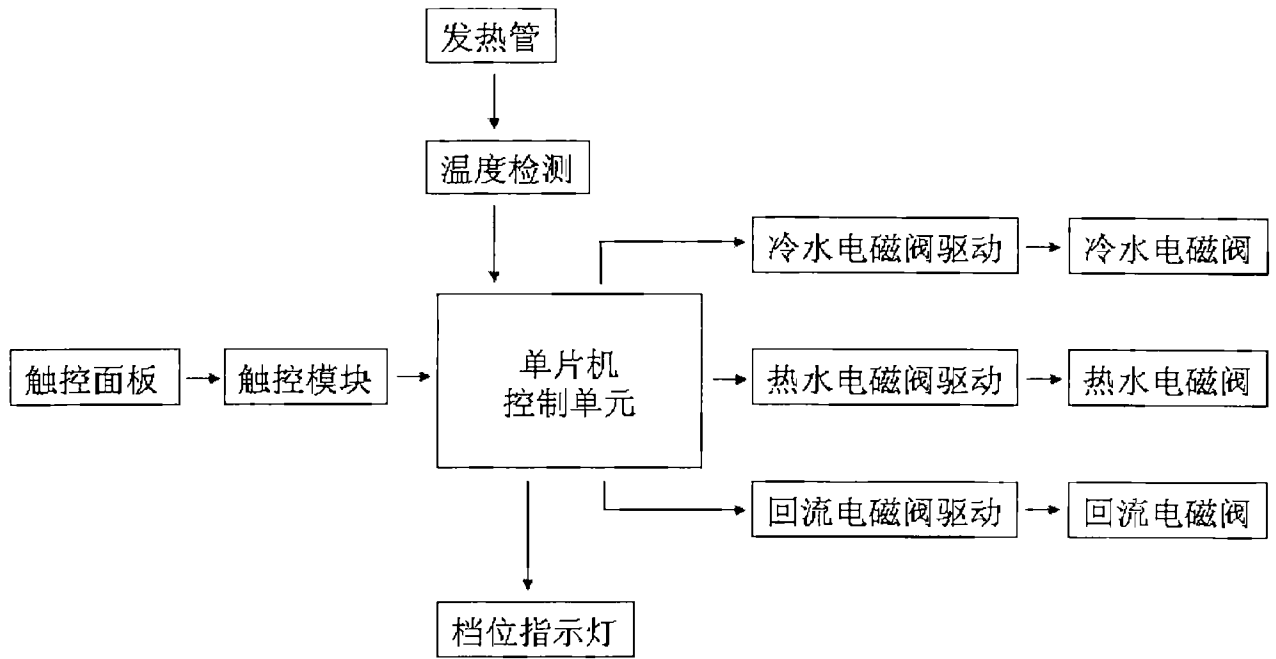 发热管
温度检测
冷水电磁阀驱动
冷水电磁阀
触控面板
触控模块
单片机
控制单元
热水电磁阀驱动
热水电磁阀
回流电磁阀驱动
回流电磁阀
档位指示灯